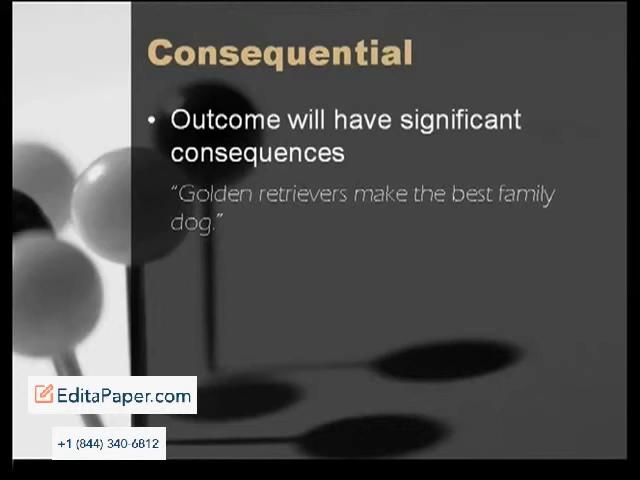 Consequential
• Outcome will have significant
consequences
“Golden retrievers make the best family
dog.”
EditaPaper.com
+1 (844) 340-6812